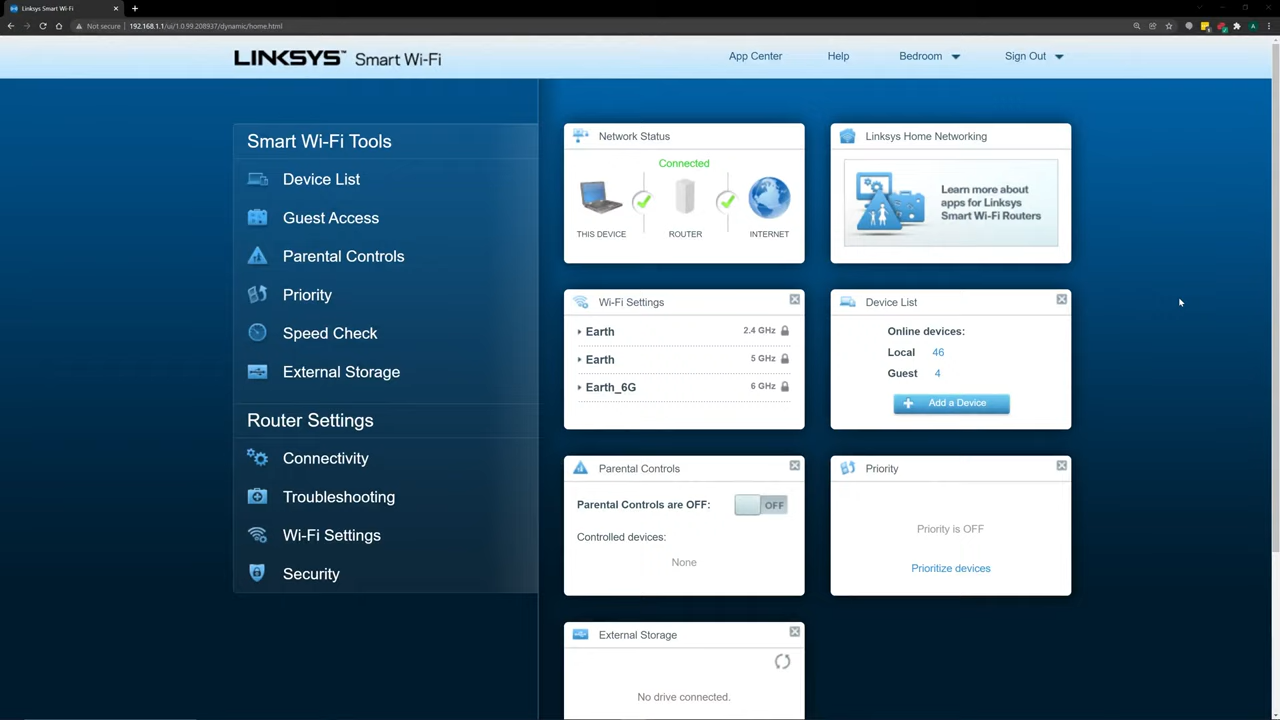 Linksys Smart Wi-Fi
Not secure 192.168.1.1/ui/1.0.99.208937/dynamic/home.html
LINKSYS™ Smart Wi-Fi
App Center Help Bedroom Sign Out
Smart Wi-Fi Tools
Device List
Guest Access
Parental Controls
Priority
Speed Check
External Storage
Router Settings
Connectivity
Troubleshooting
Wi-Fi Settings
Security
Network Status
Connected
THIS DEVICE ROUTER INTERNET
Linksys Home Networking
Learn more about
apps for Linksys
Smart Wi-Fi Routers
Wi-Fi Settings
Earth 2.4 GHz
Earth 5 GHz
Earth_6G 6 GHz
Device List
Online devices:
Local 46
Guest 4
Add a Device
Parental Controls
Parental Controls are OFF: OFF
Controlled devices:
None
Priority
Priority is OFF
Prioritize devices
External Storage
No drive connected.